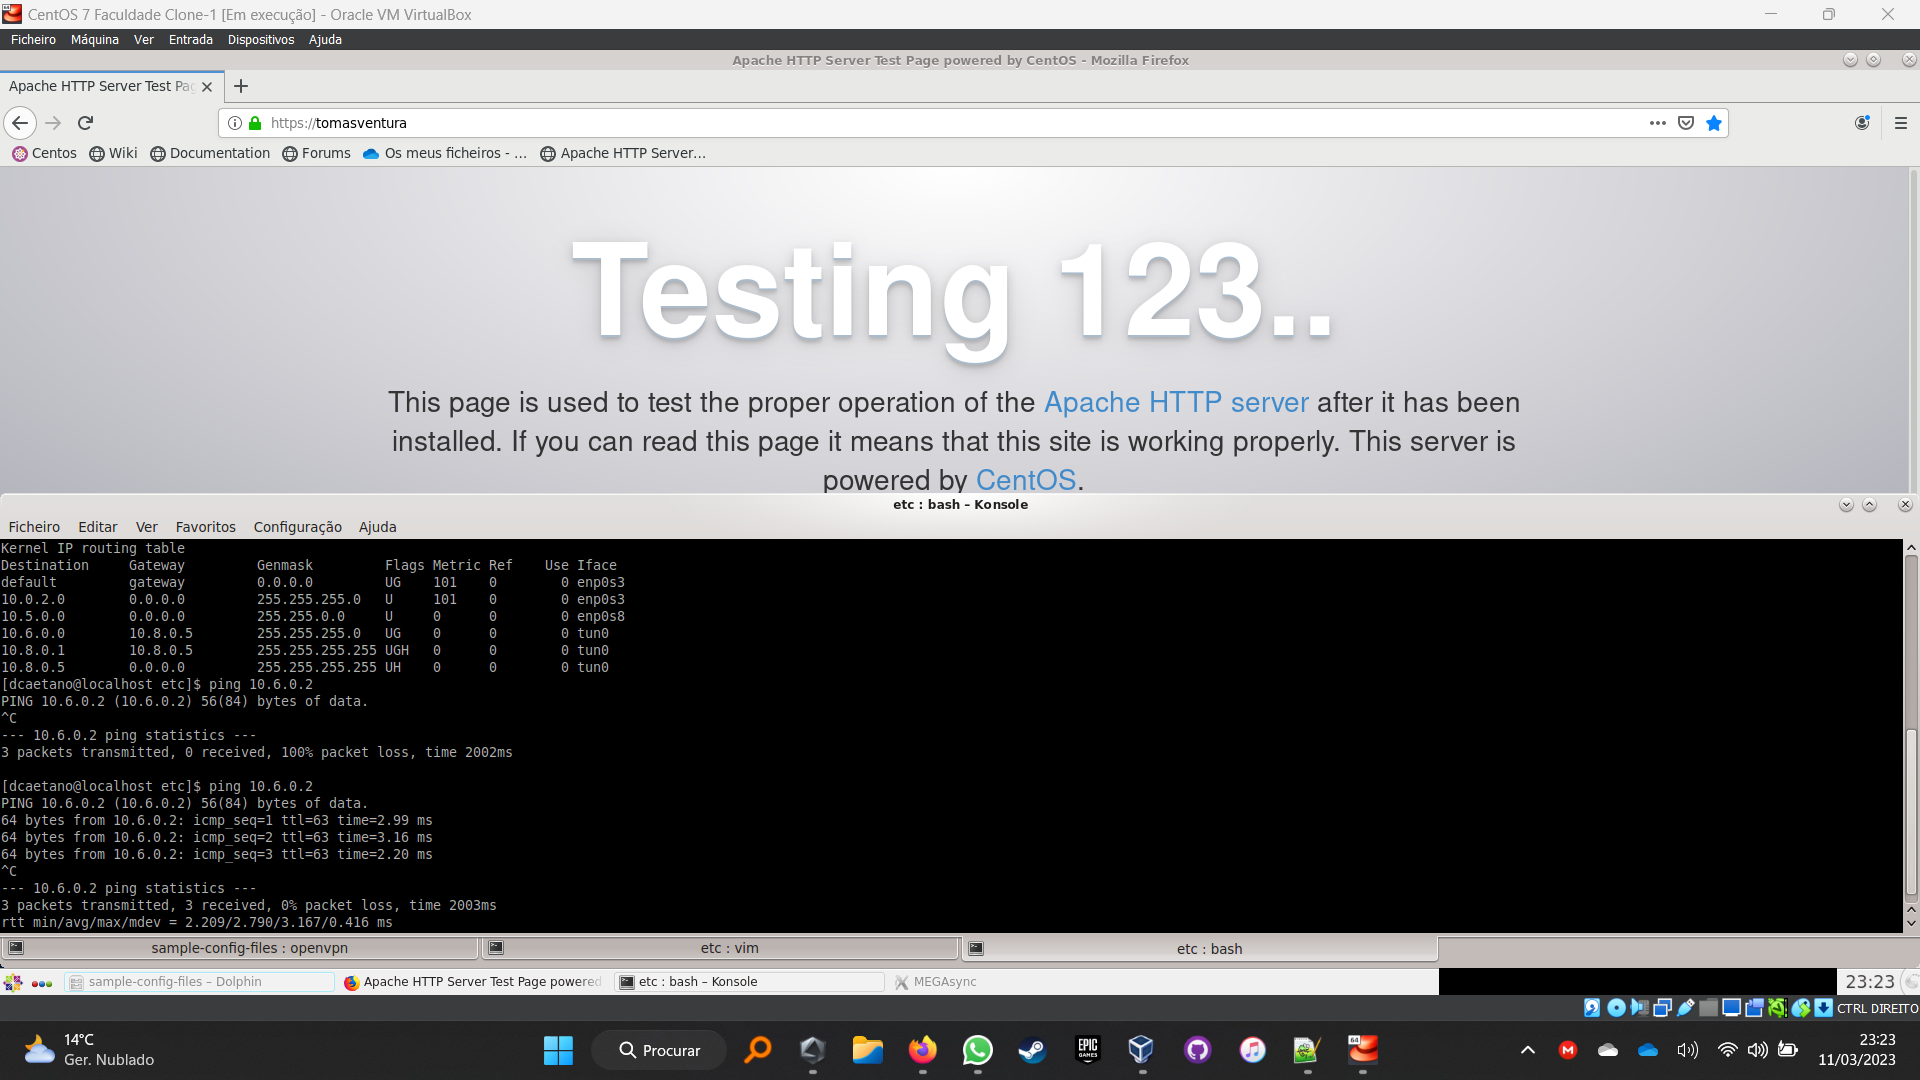 CentOS 7 Faculdade Clone-1 [Em execução] - Oracle VM VirtualBox
Ficheiro Máquina Ver Entrada Dispositivos Ajuda
Apache HTTP Server Test Page powered by CentOS - Mozilla Firefox
Apache HTTP Server Test Pag
https://tomasventura
Centos Wiki Documentation Forums Os meus ficheiros - ... Apache HTTP Server...
Testing 123..
This page is used to test the proper operation of the Apache HTTP server after it has been
installed. If you can read this page it means that this site is working properly. This server is
powered by CentOS.
etc : bash – Konsole
Ficheiro Editar Ver Favoritos Configuração Ajuda
Kernel IP routing table
Destination Gateway Genmask Flags Metric Ref Use Iface
default gateway 0.0.0.0 UG 101 0 0 enp0s3
10.0.2.0 0.0.0.0 255.255.255.0 U 101 0 0 enp0s3
10.5.0.0 0.0.0.0 255.255.0.0 U 0 0 0 enp0s8
10.6.0.0 10.8.0.5 255.255.255.0 UG 0 0 0 tun0
10.8.0.1 10.8.0.5 255.255.255.255 UGH 0 0 0 tun0
10.8.0.5 0.0.0.0 255.255.255.255 UH 0 0 0 tun0
[dcaetano@localhost etc]$ ping 10.6.0.2
PING 10.6.0.2 (10.6.0.2) 56(84) bytes of data.
^C
--- 10.6.0.2 ping statistics ---
3 packets transmitted, 0 received, 100% packet loss, time 2002ms
[dcaetano@localhost etc]$ ping 10.6.0.2
PING 10.6.0.2 (10.6.0.2) 56(84) bytes of data.
64 bytes from 10.6.0.2: icmp_seq=1 ttl=63 time=2.99 ms
64 bytes from 10.6.0.2: icmp_seq=2 ttl=63 time=3.16 ms
64 bytes from 10.6.0.2: icmp_seq=3 ttl=63 time=2.20 ms
^C
--- 10.6.0.2 ping statistics ---
3 packets transmitted, 3 received, 0% packet loss, time 2003ms
rtt min/avg/max/mdev = 2.209/2.790/3.167/0.416 ms
sample-config-files : openvpn etc : vim etc : bash
sample-config-files – Dolphin Apache HTTP Server Test Page powered etc : bash – Konsole MEGAsync 23:23
CTRL DIREITO
14°C
Ger. Nublado
Procurar
EPIC GAMES
64
23:23
11/03/2023